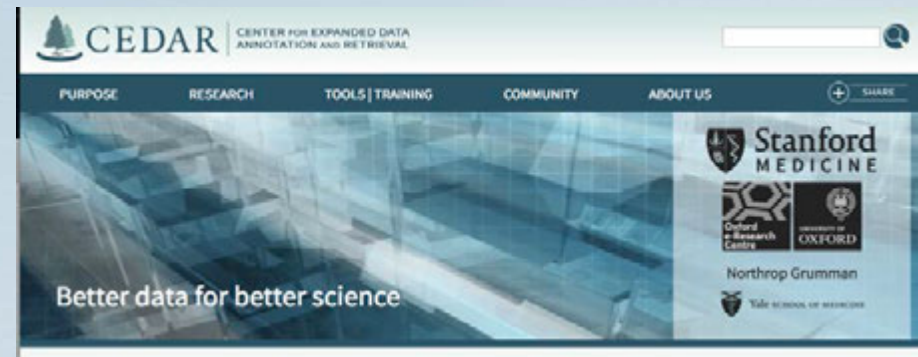 CEDAR
CENTER FOR EXPANDED DATA
ANNOTATION AND RETRIEVAL
PURPOSE RESEARCH TOOLS | TRAINING COMMUNITY ABOUT US SHARE
Stanford
MEDICINE
Oxford
e-Research
Centre
UNIVERSITY OF
OXFORD
Northrop Grumman
Yale SCHOOL OF MEDICINE
Better data for better science